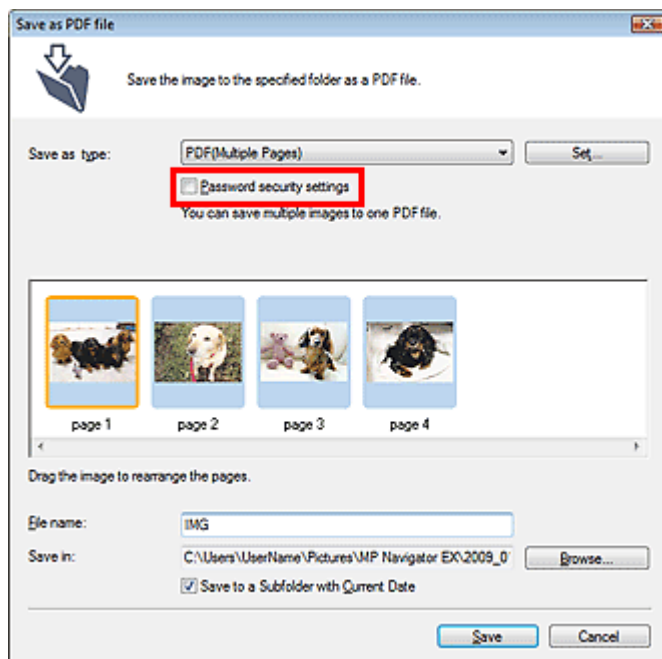 Save as PDF file
Save the image to the specified folder as a PDF file.
Save as type: PDF(Multiple Pages) Set...
Password security settings
You can save multiple images to one PDF file.
page 1 page 2 page 3 page 4
Drag the image to rearrange the pages.
File name: IMG
Save in: C:\Users\UserName\Pictures\MP Navigator EX\2009_0 Browse...
Save to a Subfolder with Current Date
Save Cancel